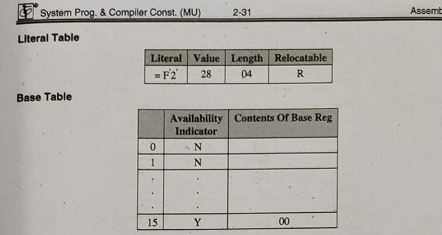 System Prog. & Compiler Const. (MU) 2-31 Assemb
Literal Table
Literal Value Length Relocatable
= F'2' 28 04 R
Base Table
Availability Indicator Contents Of Base Reg
0 N
1 N
. .
. .
. .
15 Y 00